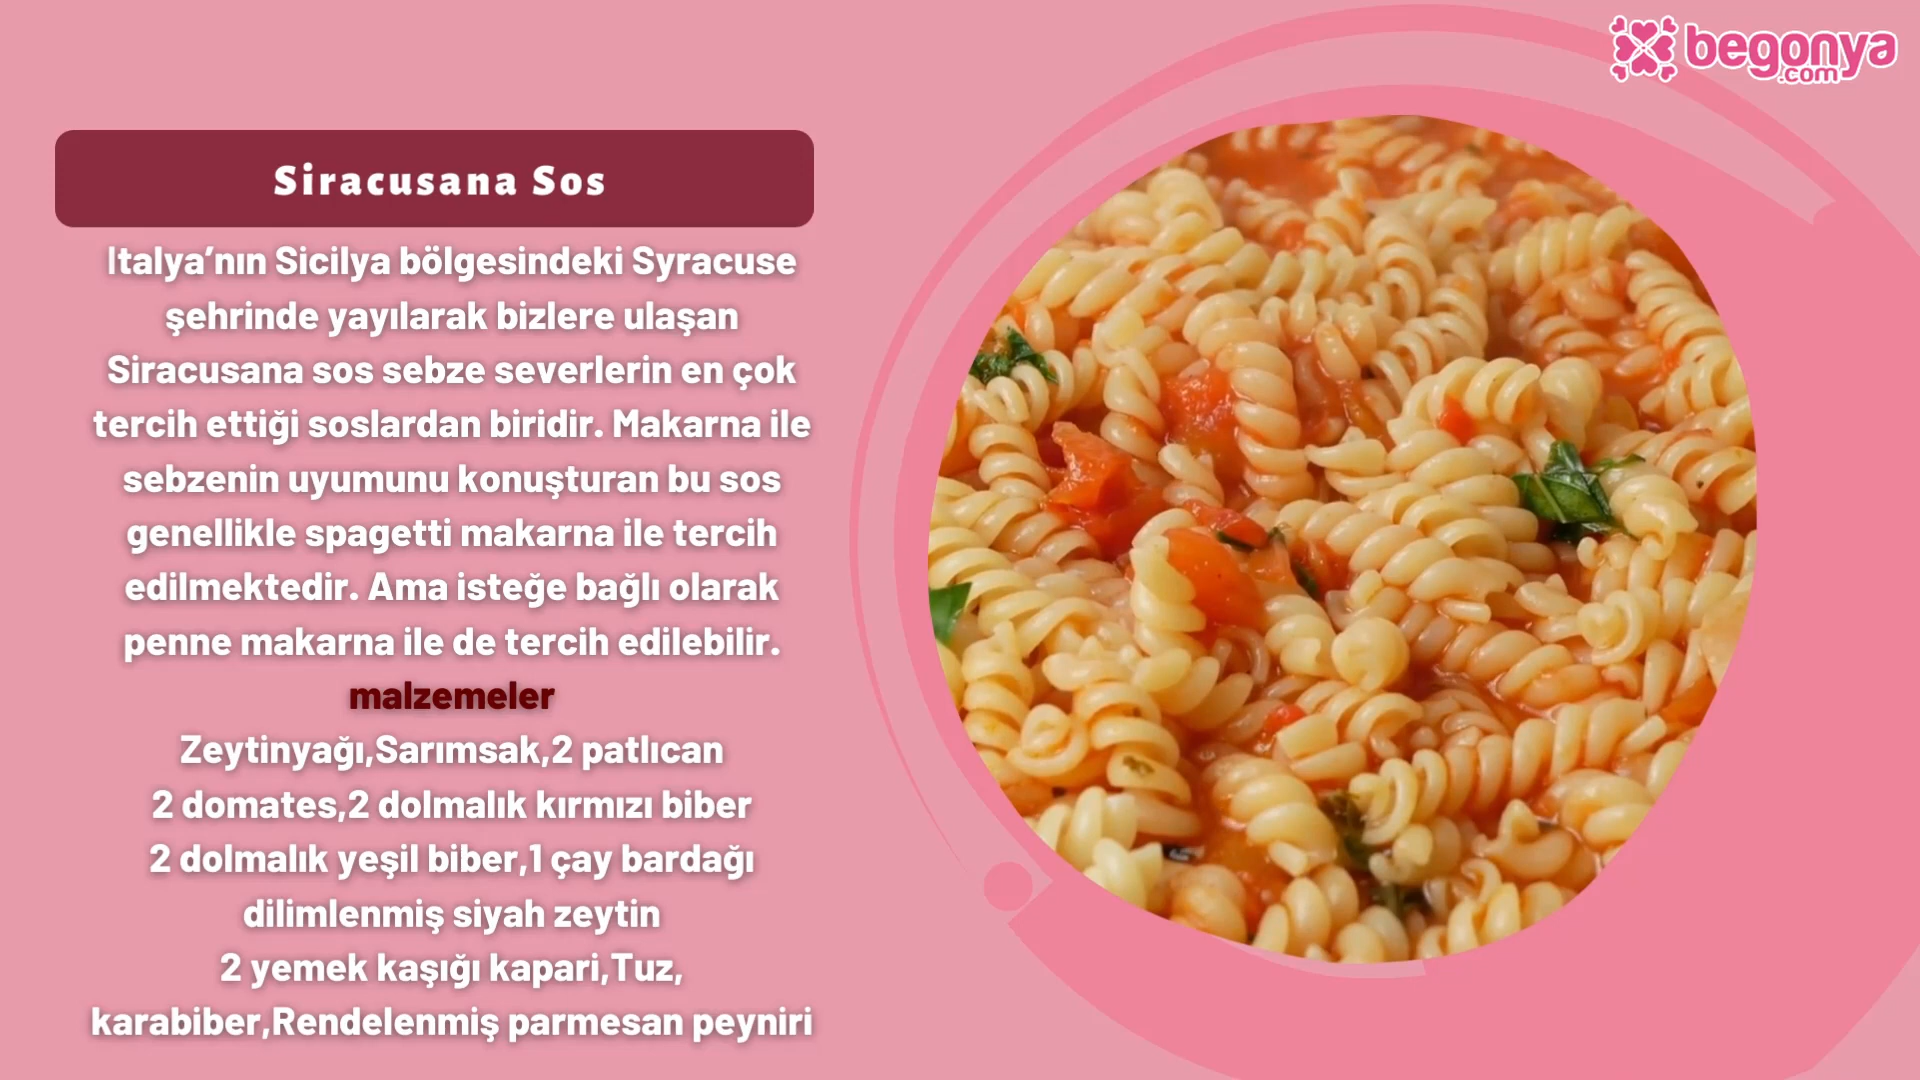 begonya
.com
Siracusana Sos
Italya’nın Sicilya bölgesindeki Syracuse
şehrinde yayılarak bizlere ulaşan
Siracusana sos sebze severlerin en çok
tercih ettiği soslardan biridir. Makarna ile
sebzenin uyumunu konuşturan bu sos
genellikle spagetti makarna ile tercih
edilmektedir. Ama isteğe bağlı olarak
penne makarna ile de tercih edilebilir.
malzemeler
Zeytinyağı,Sarımsak,2 patlıcan
2 domates,2 dolmalık kırmızı biber
2 dolmalık yeşil biber,1 çay bardağı
dilimlenmiş siyah zeytin
2 yemek kaşığı kapari,Tuz,
karabiber,Rendelenmiş parmesan peyniri